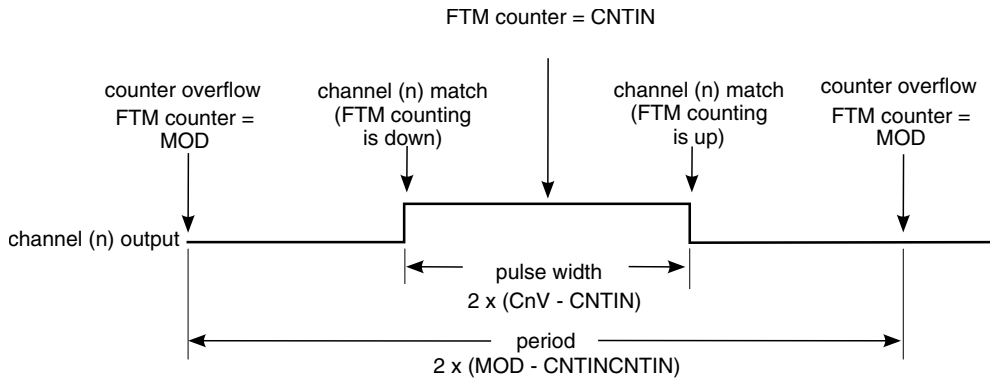 FTM counter = CNTIN
counter overflow
FTM counter =
MOD
channel (n) match
(FTM counting
is down)
channel (n) match
(FTM counting
is up)
counter overflow
FTM counter =
MOD
channel (n) output
pulse width
2 x (CnV - CNTIN)
period
2 x (MOD - CNTINCNTIN)